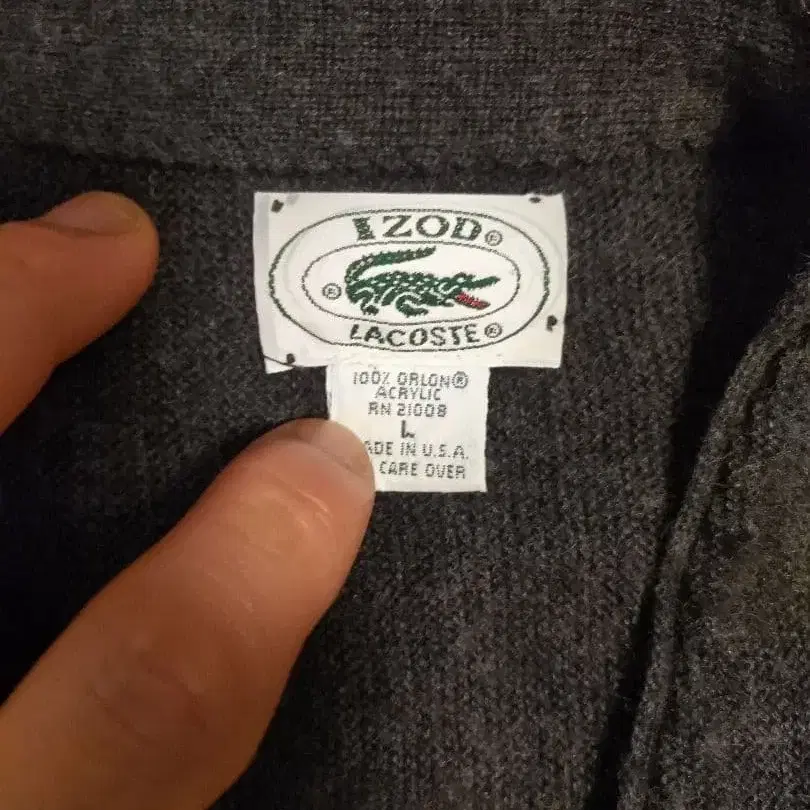 IZOD®
®
LACOSTE®
100% ORLON®
ACRYLIC
RN 21008
L
ADE IN U.S.A.
CARE OVER